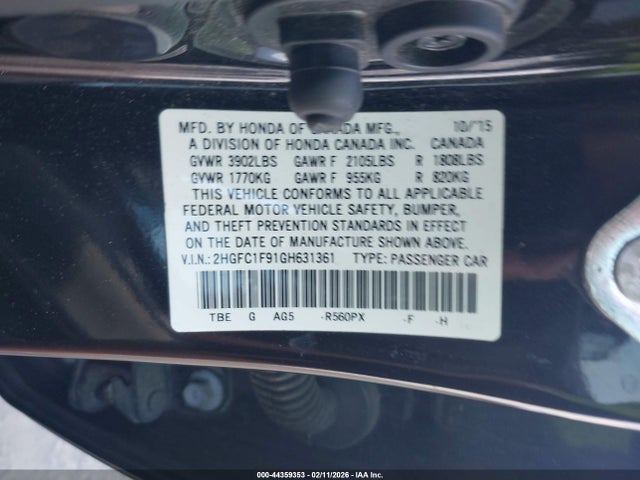 MFD. BY HONDA OF CANADA MFG., 10/15
A DIVISION OF HONDA CANADA INC. CANADA
GVWR 3902LBS GAWR F 2105LBS R 1808LBS
GVWR 1770KG GAWR F 955KG R 820KG
THIS VEHICLE CONFORMS TO ALL APPLICABLE
FEDERAL MOTOR VEHICLE SAFETY, BUMPER,
AND THEFT PREVENTION STANDARDS IN EFFECT
ON THE DATE OF MANUFACTURE SHOWN ABOVE.
V.I.N.: 2HGFC1F91GH631361 TYPE: PASSENGER CAR
TBE G AG5 -R560PX -F -H
000-44359353 - 02/11/2026 - IAA Inc.